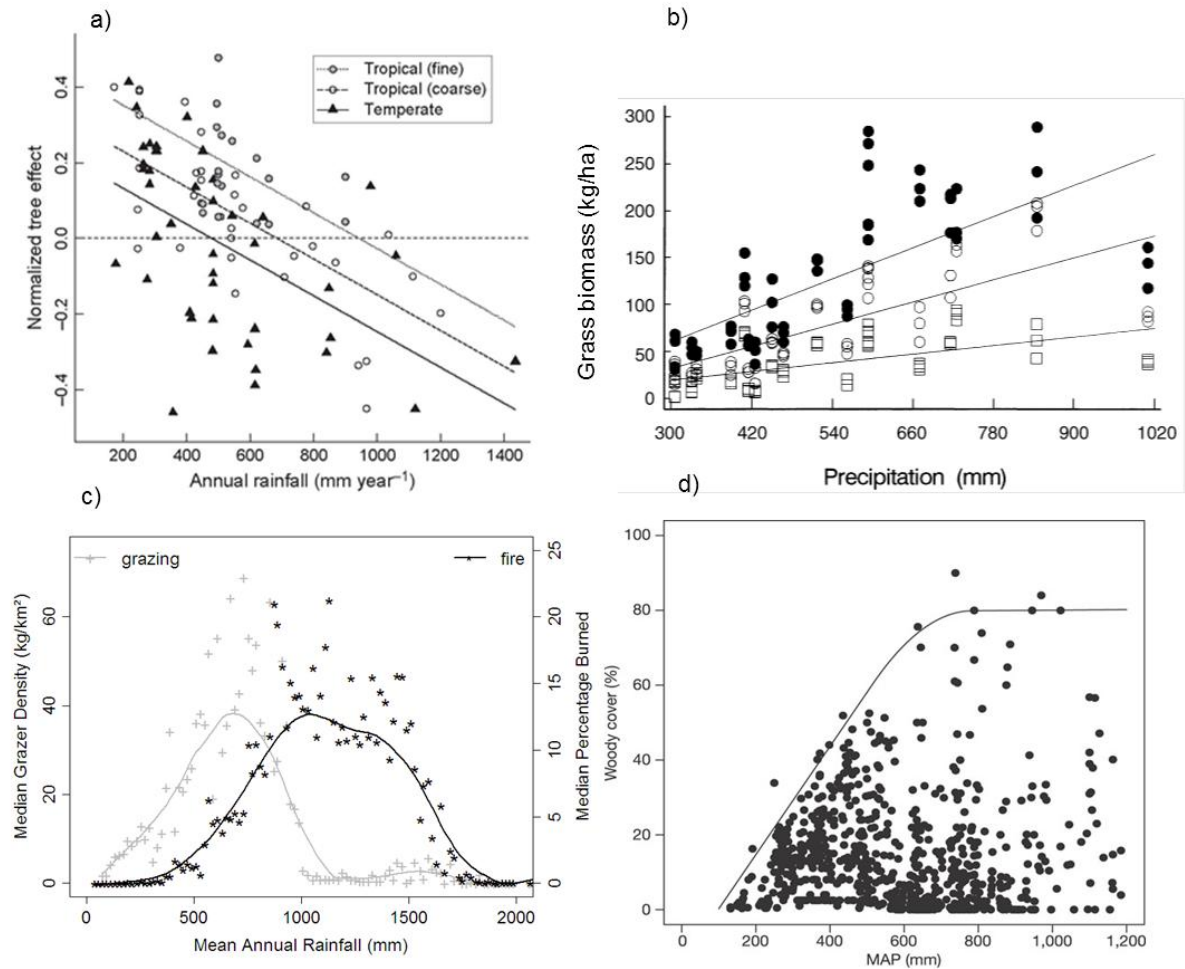 a)
Normalized tree effect
0.4
0.2
0.0
−0.2
−0.4
Tropical (fine)
Tropical (coarse)
Temperate
200 400 600 800 1000 1200 1400
Annual rainfall (mm year⁻¹)
b)
Grass biomass (kg/ha)
300
250
200
150
100
50
0
300 420 540 660 780 900 1020
Precipitation (mm)
c)
grazing fire
Median Grazer Density (kg/km²)
60
40
20
0
25
20
15
10
5
0
Median Percentage Burned
0 500 1000 1500 2000
Mean Annual Rainfall (mm)
d)
Woody cover (%)
100
80
60
40
20
0
0 200 400 600 800 1,000 1,200
MAP (mm)